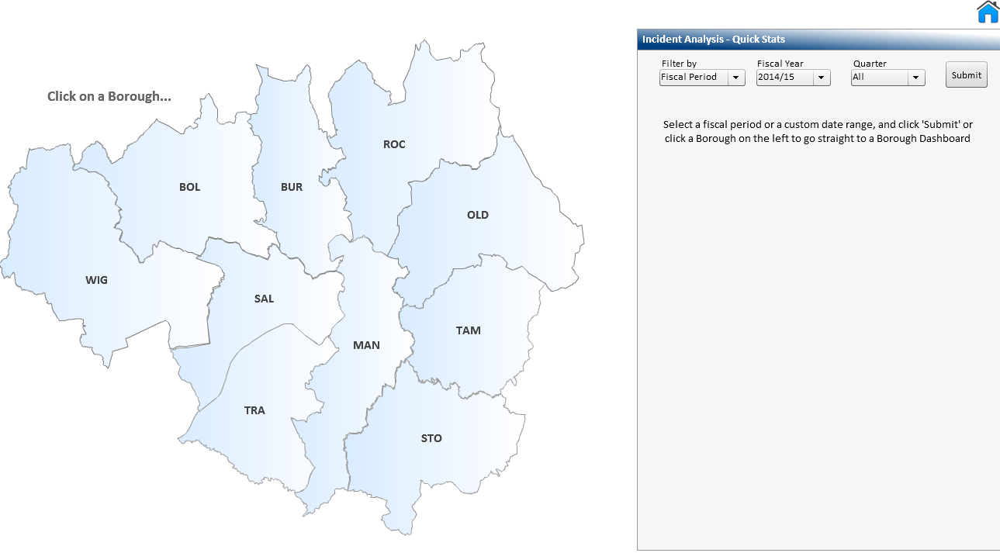 Click on a Borough...
ROC
BOL
BUR
OLD
WIG
SAL
TAM
MAN
TRA
STO
Incident Analysis - Quick Stats
Filter by
Fiscal Year
Quarter
Fiscal Period
2014/15
All
Submit
Select a fiscal period or a custom date range, and click 'Submit' or
click a Borough on the left to go straight to a Borough Dashboard